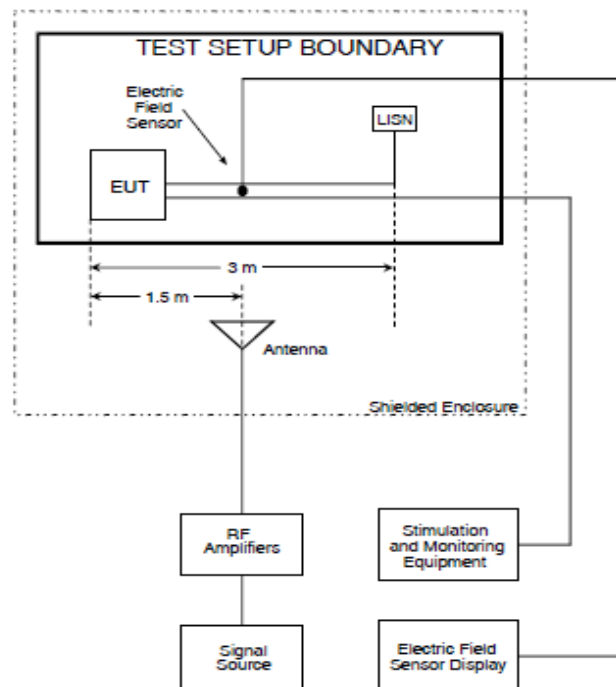 TEST SETUP BOUNDARY
Electric
Field
Sensor
LISN
EUT
3 m
1.5 m
Antenna
Shielded Enclosure
RF
Amplifiers
Stimulation
and Monitoring
Equipment
Signal
Source
Electric Field
Sensor Display